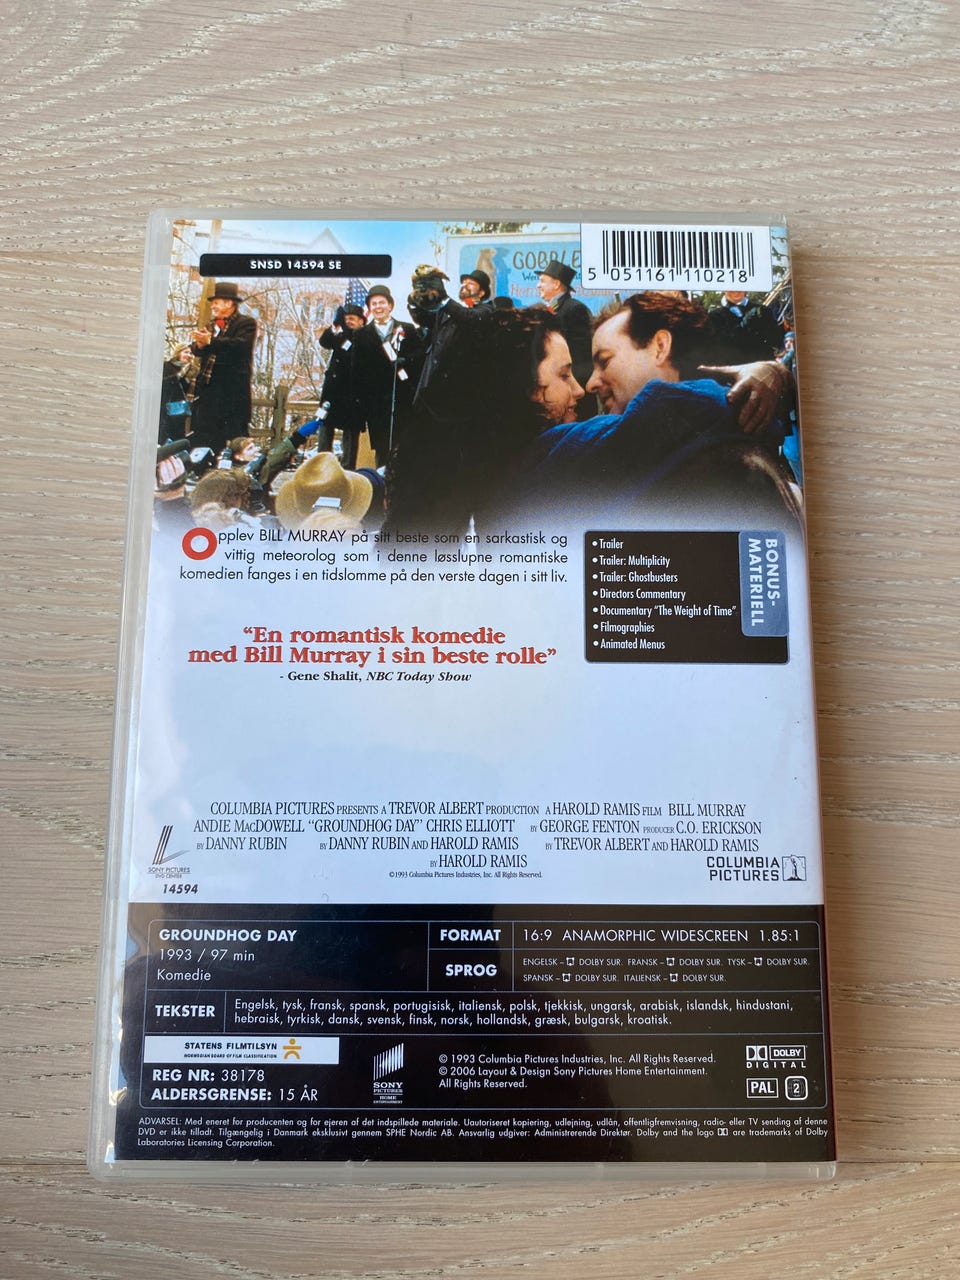 SNSD 14594 SE
GOBBLE
5 051161 110218
Opplev BILL MURRAY på sitt beste som en sarkastisk og
vittig meteorolog som i denne løsslupne romantiske
komedien fanges i en tidslomme på den verste dagen i sitt liv.
"En romantisk komedie
med Bill Murray i sin beste rolle"
- Gene Shalit, NBC Today Show
BONUS-
MATERIELL
• Trailer
• Trailer: Multiplicity
• Trailer: Ghostbusters
• Directors Commentary
• Documentary "The Weight of Time"
• Filmographies
• Animated Menus
COLUMBIA PICTURES PRESENTS A TREVOR ALBERT PRODUCTION A HAROLD RAMIS FILM BILL MURRAY
ANDIE MACDOWELL "GROUNDHOG DAY" CHRIS ELLIOTT BY GEORGE FENTON PRODUCER C.O. ERICKSON
BY DANNY RUBIN BY DANNY RUBIN AND HAROLD RAMIS BY TREVOR ALBERT AND HAROLD RAMIS
BY HAROLD RAMIS
©1993 Columbia Pictures Industries, Inc. All Rights Reserved.
SONY PICTURES
DVD CENTER
14594
COLUMBIA
PICTURES
GROUNDHOG DAY
1993 / 97 min
Komedie
FORMAT 16:9 ANAMORPHIC WIDESCREEN 1.85:1
SPROG ENGELSK – DOLBY SUR. FRANSK – DOLBY SUR. TYSK – DOLBY SUR.
SPANSK – DOLBY SUR. ITALIENSK – DOLBY SUR.
TEKSTER Engelsk, tysk, fransk, spansk, portugisisk, italiensk, polsk, tjekkisk, ungarsk, arabisk, islandsk, hindustani,
hebraisk, tyrkisk, dansk, svensk, finsk, norsk, hollandsk, græsk, bulgarsk, kroatisk.
STATENS FILMTILSYN
NORWEGIAN BOARD OF FILM CLASSIFICATION
REG NR: 38178
ALDERSGRENSE: 15 ÅR
SONY
PICTURES
HOME
ENTERTAINMENT
© 1993 Columbia Pictures Industries, Inc. All Rights Reserved.
© 2006 Layout & Design Sony Pictures Home Entertainment.
All Rights Reserved.
DOLBY
DIGITAL
PAL 2
ADVARSEL: Med eneret for producenten og for ejeren af det indspillede materiale. Uautoriseret kopiering, udlejning, udlån, offentligfremvisning, radio- eller TV sending af denne
DVD er ikke tilladt. Tilgængelig i Danmark eksklusivt gennem SPHE Nordic AB. Ansvarlig udgiver: Administrerende Direktør. Dolby and the logo are trademarks of Dolby
Laboratories Licensing Corporation.